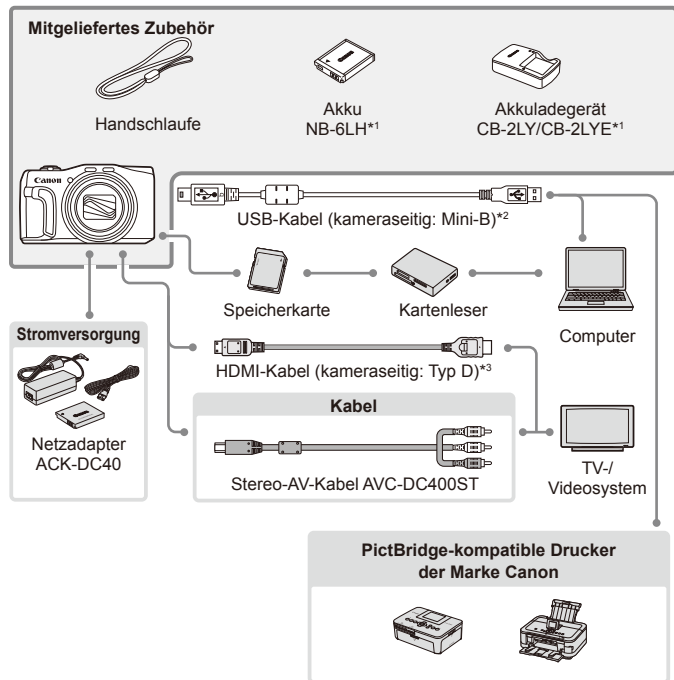 Mitgeliefertes Zubehör
Handschlaufe
Akku
NB-6LH*1
Akkuladegerät
CB-2LY/CB-2LYE*1
Canon
USB-Kabel (kameraseitig: Mini-B)*2
Speicherkarte
Kartenleser
Computer
Stromversorgung
Netzadapter
ACK-DC40
HDMI-Kabel (kameraseitig: Typ D)*3
Kabel
Stereo-AV-Kabel AVC-DC400ST
TV-/
Videosystem
PictBridge-kompatible Drucker
der Marke Canon